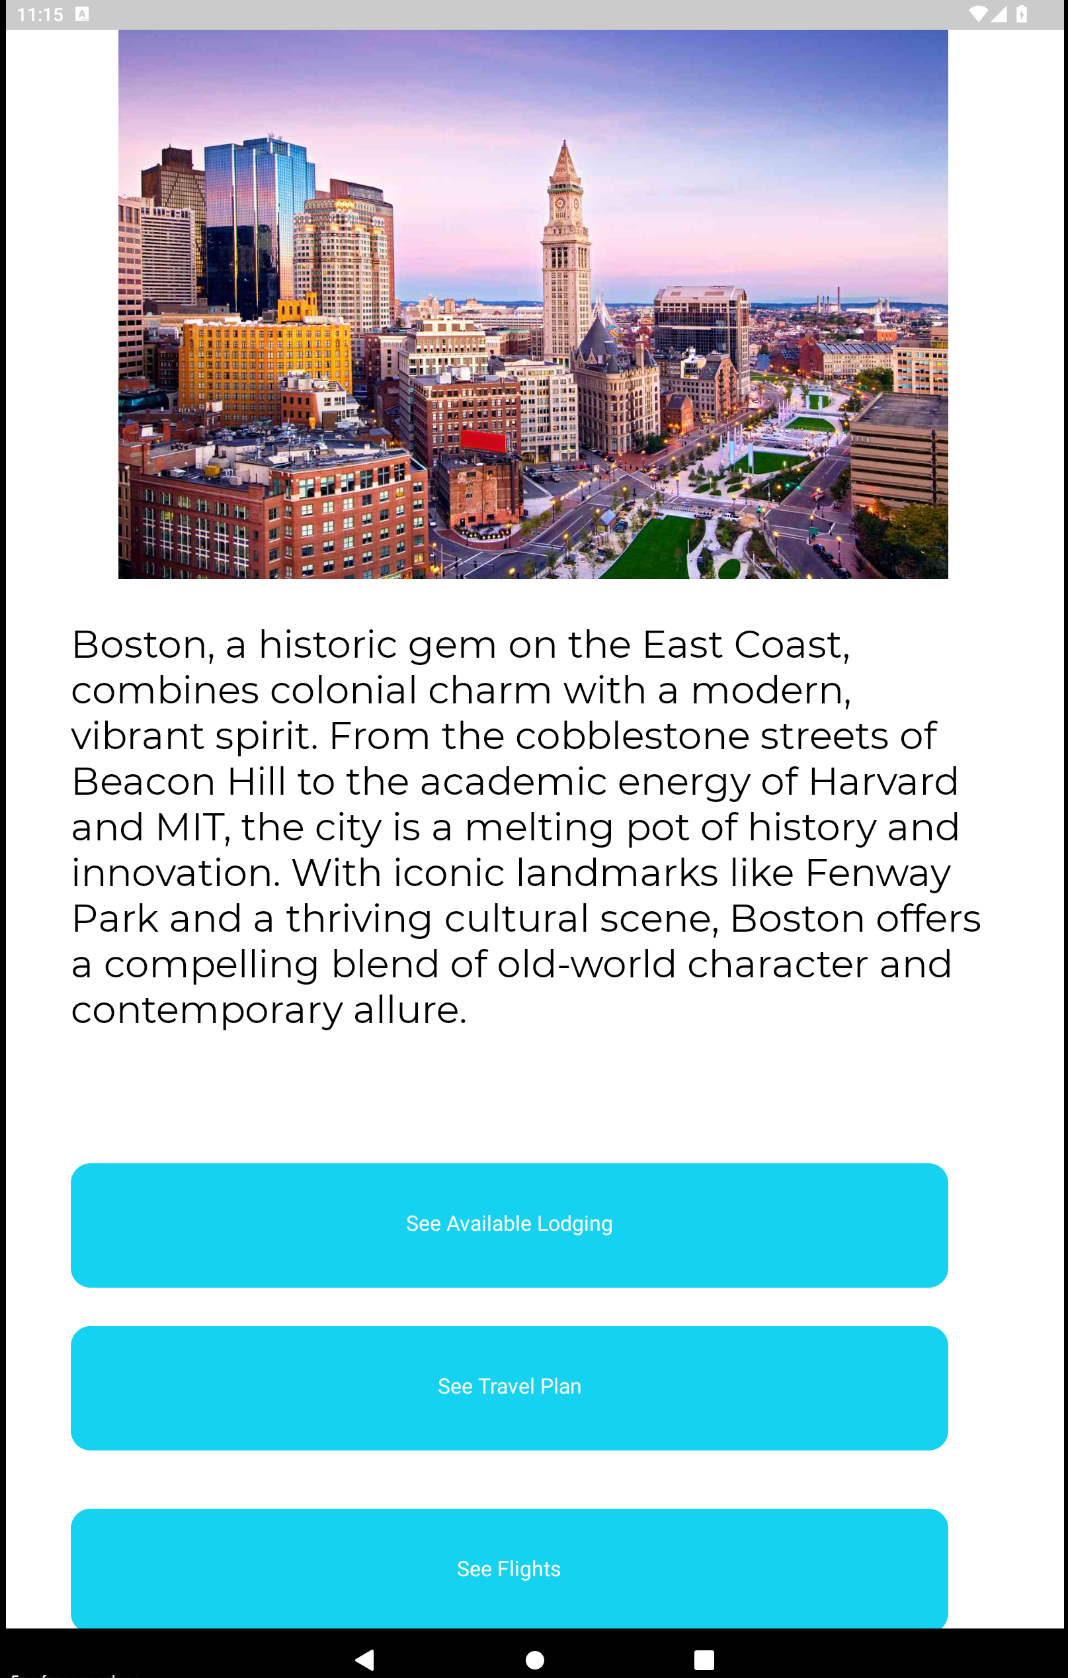 11:15
Boston, a historic gem on the East Coast,
combines colonial charm with a modern,
vibrant spirit. From the cobblestone streets of
Beacon Hill to the academic energy of Harvard
and MIT, the city is a melting pot of history and
innovation. With iconic landmarks like Fenway
Park and a thriving cultural scene, Boston offers
a compelling blend of old-world character and
contemporary allure.
See Available Lodging
See Travel Plan
See Flights